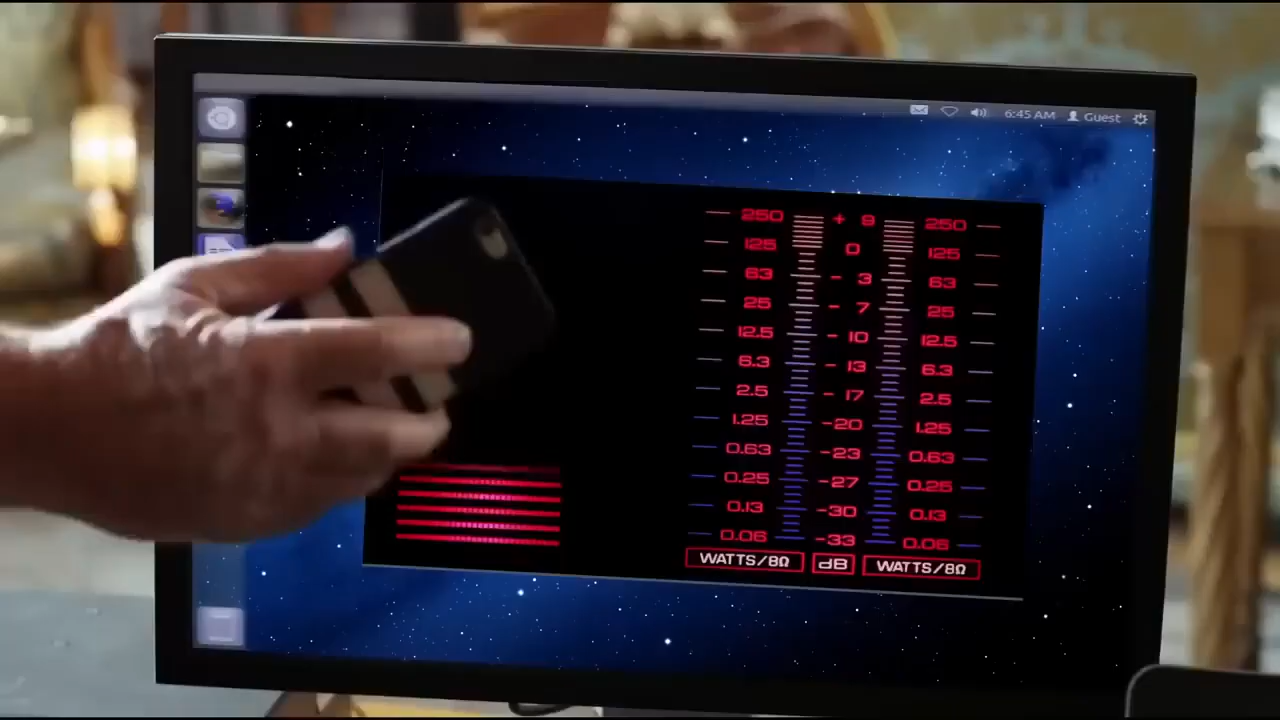 6:45 AM Guest
250 + 9 250
125 0 125
63 - 3 63
25 - 7 25
12.5 - 10 12.5
6.3 - 13 6.3
2.5 - 17 2.5
1.25 -20 1.25
0.63 -23 0.63
0.25 -27 0.25
0.13 -30 0.13
0.06 -33 0.06
WATTS/8Ω dB WATTS/8Ω